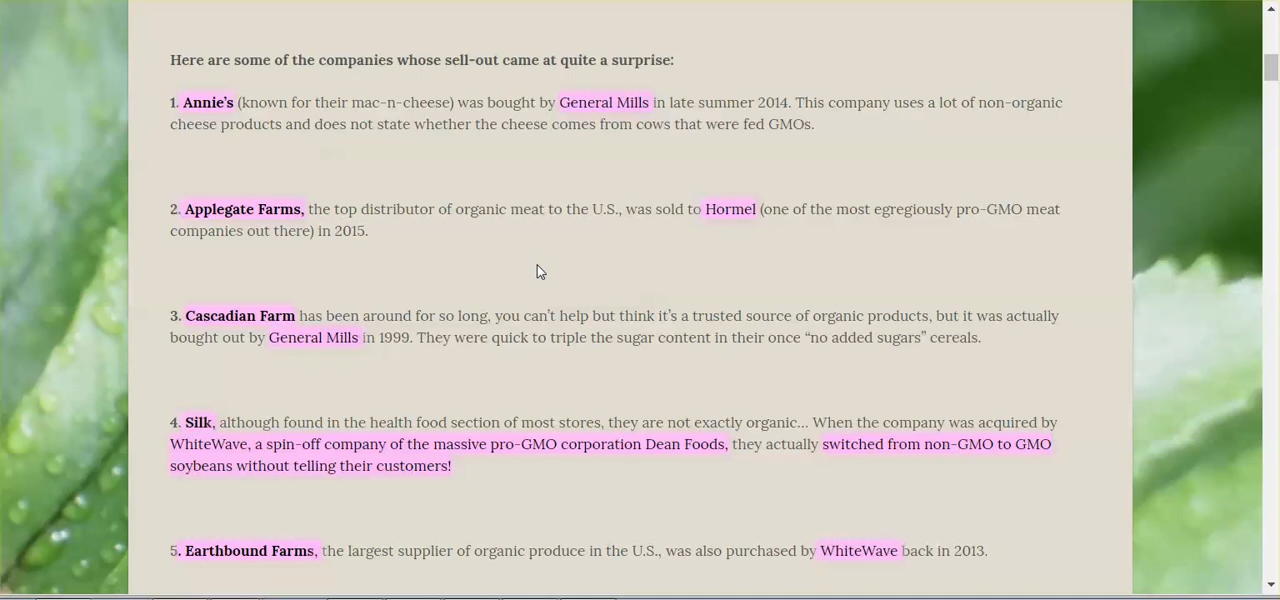 Here are some of the companies whose sell-out came at quite a surprise:
1. Annie’s (known for their mac-n-cheese) was bought by General Mills in late summer 2014. This company uses a lot of non-organic
cheese products and does not state whether the cheese comes from cows that were fed GMOs.
2. Applegate Farms, the top distributor of organic meat to the U.S., was sold to Hormel (one of the most egregiously pro-GMO meat
companies out there) in 2015.
3. Cascadian Farm has been around for so long, you can’t help but think it’s a trusted source of organic products, but it was actually
bought out by General Mills in 1999. They were quick to triple the sugar content in their once “no added sugars” cereals.
4. Silk, although found in the health food section of most stores, they are not exactly organic… When the company was acquired by
WhiteWave, a spin-off company of the massive pro-GMO corporation Dean Foods, they actually switched from non-GMO to GMO
soybeans without telling their customers!
5. Earthbound Farms, the largest supplier of organic produce in the U.S., was also purchased by WhiteWave back in 2013.